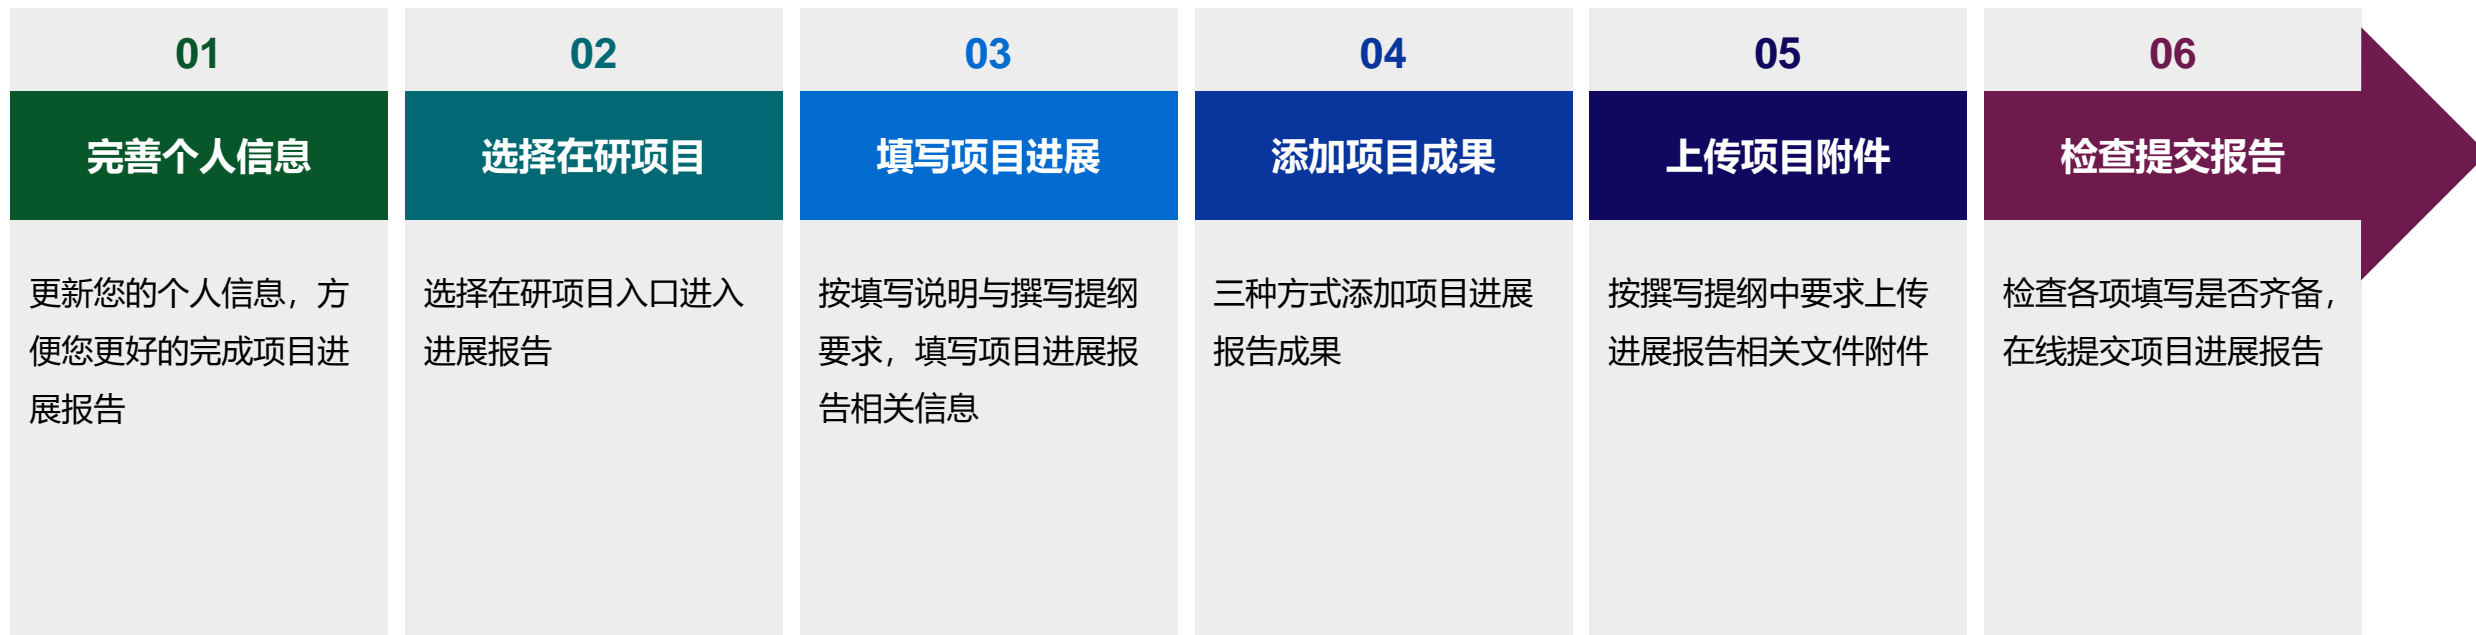 01
完善个人信息
更新您的个人信息，方
便您更好的完成项目进
展报告
02
选择在研项目
选择在研项目入口进入
进展报告
03
填写项目进展
按填写说明与撰写提纲
要求，填写项目进展报
告相关信息
04
添加项目成果
三种方式添加项目进展
报告成果
05
上传项目附件
按撰写提纲中要求上传
进展报告相关文件附件
06
检查提交报告
检查各项填写是否齐备，
在线提交项目进展报告